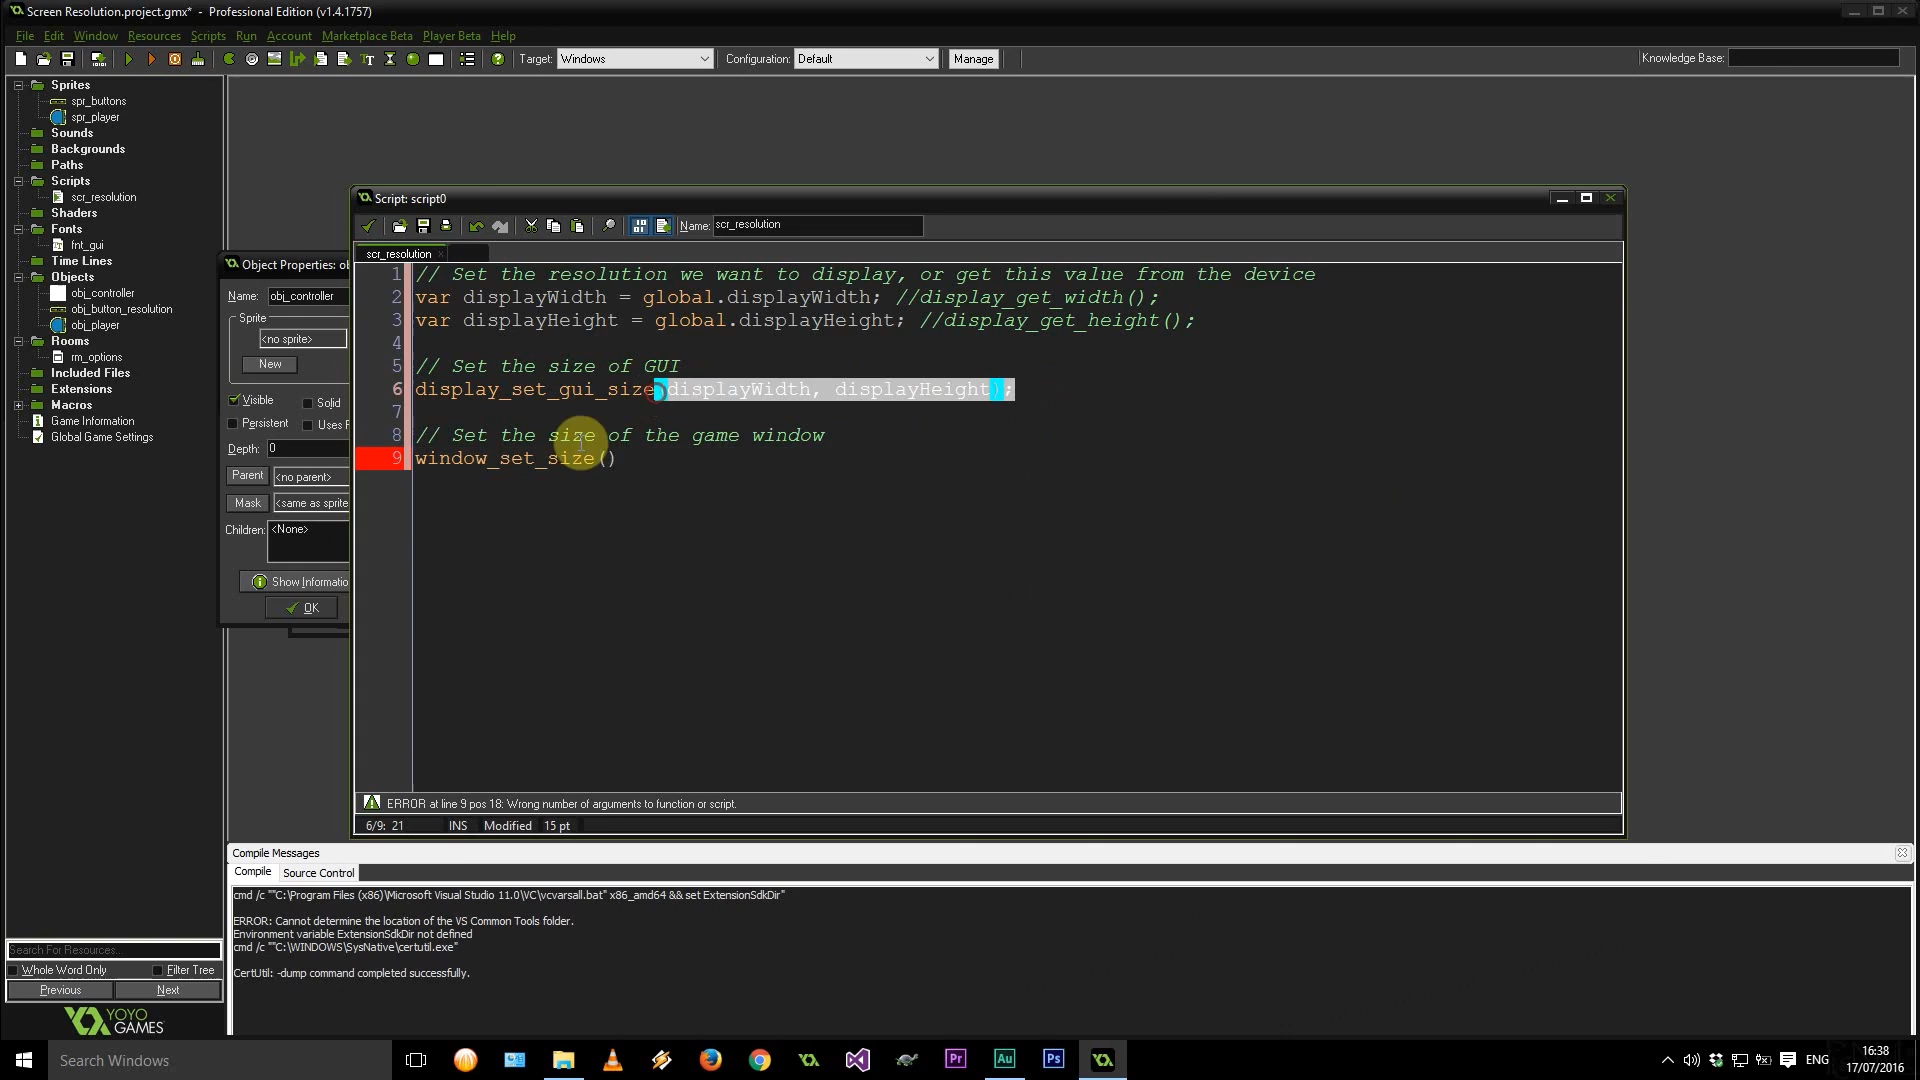 Screen Resolution.project.gmx* - Professional Edition (v1.4.1757)
File Edit Window Resources Scripts Run Account Marketplace Beta Player Beta Help
Target: Windows Configuration: Default Manage Knowledge Base:
Sprites
spr_buttons
spr_player
Sounds
Backgrounds
Paths
Scripts
scr_resolution
Shaders
Fonts
fnt_gui
Time Lines
Objects
obj_controller
obj_button_resolution
obj_player
Rooms
rm_options
Included Files
Extensions
Macros
Game Information
Global Game Settings
Search For Resources...
Whole Word Only Filter Tree
Previous Next
YOYO
GAMES
Object Properties: ob
Name: obj_controller
Sprite
<no sprite>
New
Visible Solid
Persistent Uses P
Depth: 0
Parent <no parent>
Mask <same as sprite
Children: <None>
Show Informatio
OK
Script: script0
Name: scr_resolution
scr_resolution
1 // Set the resolution we want to display, or get this value from the device
2 var displayWidth = global.displayWidth; //display_get_width();
3 var displayHeight = global.displayHeight; //display_get_height();
4
5 // Set the size of GUI
6 display_set_gui_size(displayWidth, displayHeight);
7
8 // Set the size of the game window
9 window_set_size()
ERROR at line 9 pos 18: Wrong number of arguments to function or script.
6/9: 21 INS Modified 15 pt
Compile Messages
Compile Source Control
cmd /c ""C:\Program Files (x86)\Microsoft Visual Studio 11.0\VC\vcvarsall.bat" x86_amd64 && set ExtensionSdkDir"
ERROR: Cannot determine the location of the VS Common Tools folder.
Environment variable ExtensionSdkDir not defined
cmd /c ""C:\WINDOWS\SysNative\certutil.exe"
CertUtil: -dump command completed successfully.
Search Windows
Pr Au Ps
ENG
16:38
17/07/2016